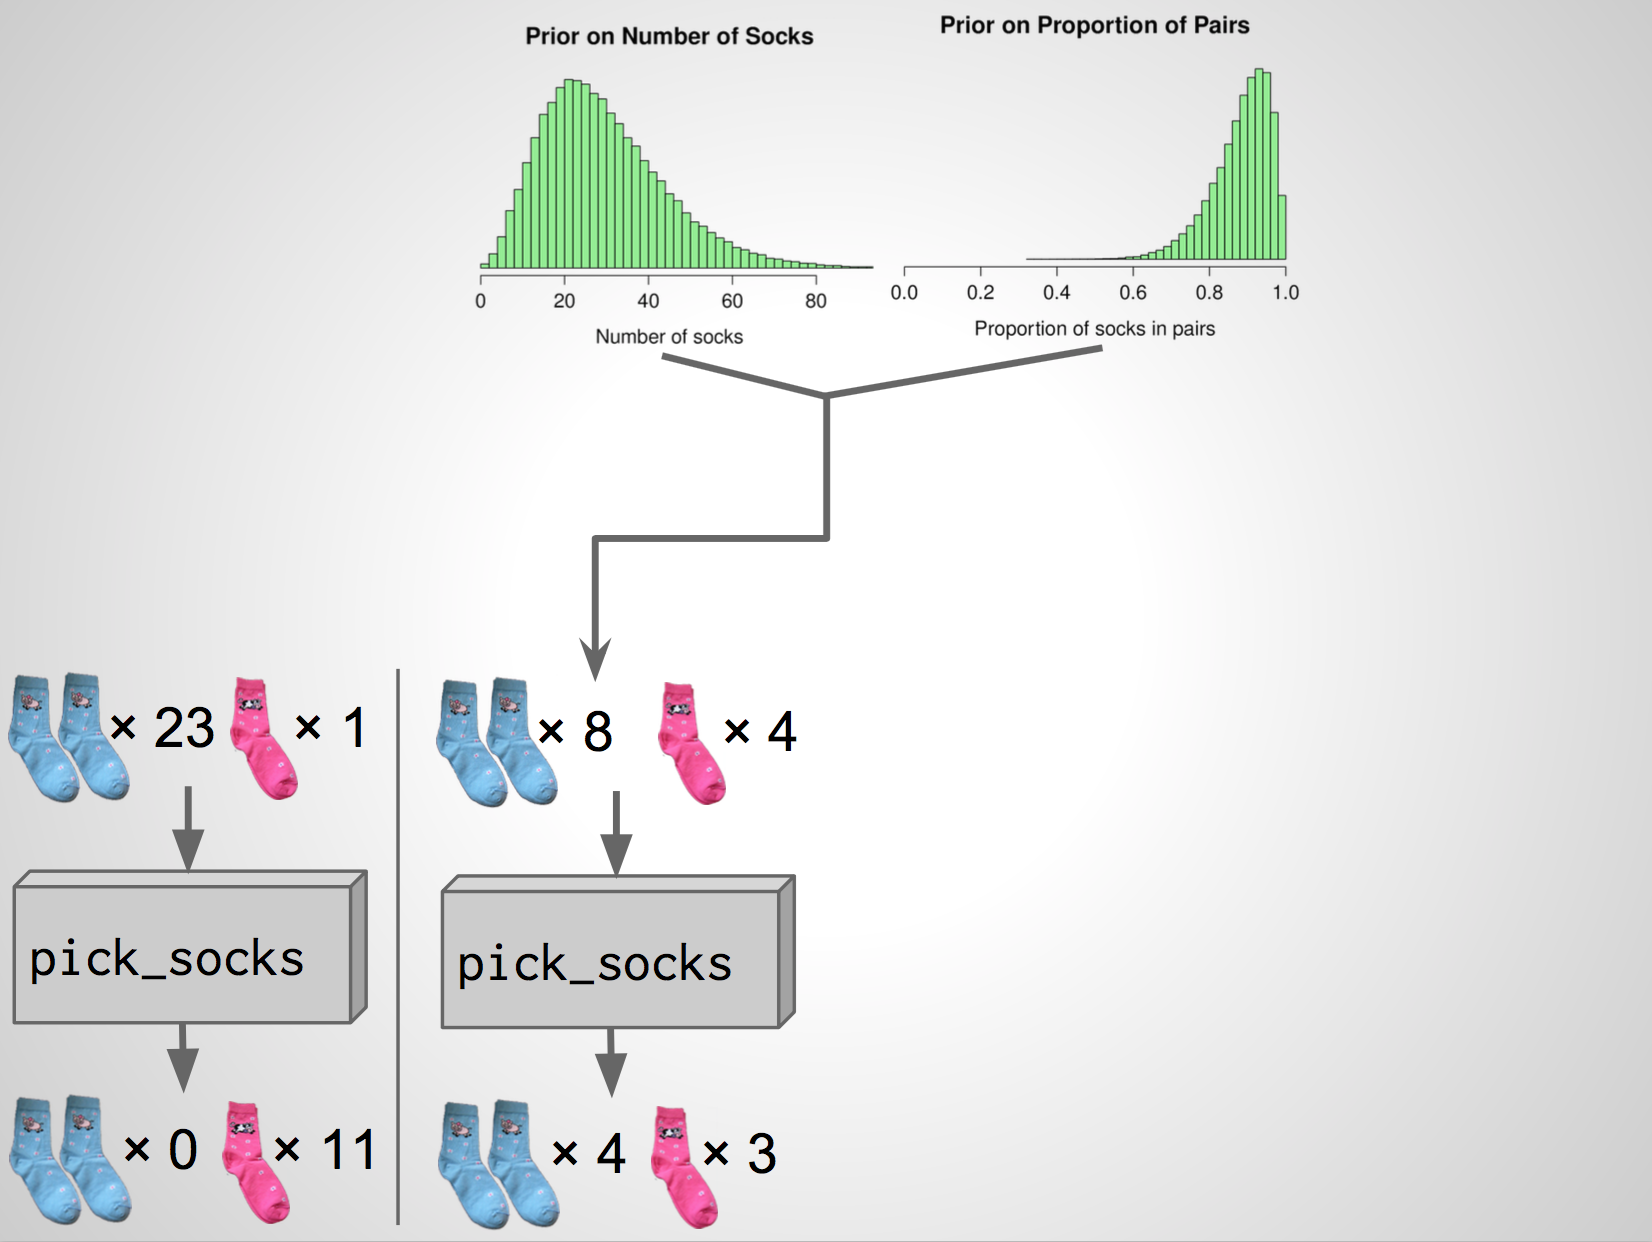 Prior on Number of Socks
Prior on Proportion of Pairs
0 20 40 60 80
0.0 0.2 0.4 0.6 0.8 1.0
Number of socks
Proportion of socks in pairs
× 23 × 1
× 8 × 4
pick_socks
pick_socks
× 0 × 11
× 4 × 3